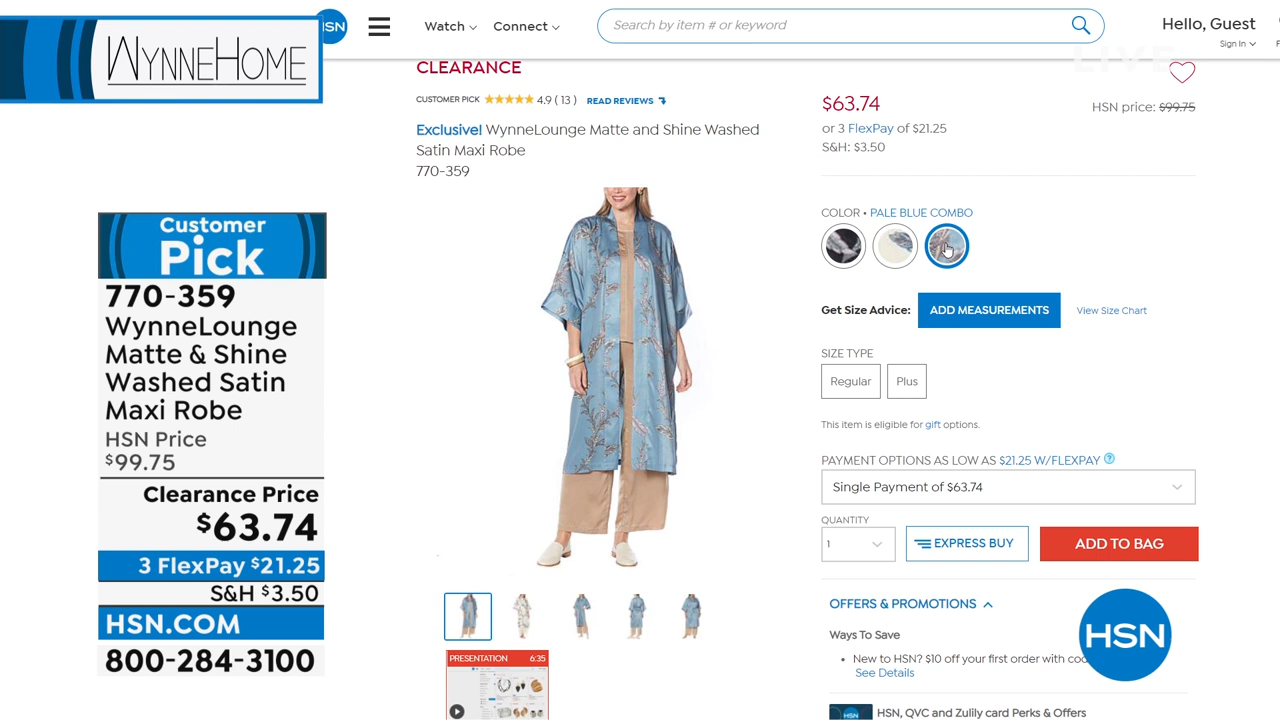 WYNNEHOME
HSN
Watch
Connect
Search by item # or keyword
Hello, Guest
Sign In
LIVE
CLEARANCE
CUSTOMER PICK 4.9 ( 13 ) READ REVIEWS
Exclusive! WynneLounge Matte and Shine Washed
Satin Maxi Robe
770-359
$63.74
HSN price: $99.75
or 3 FlexPay of $21.25
S&H: $3.50
COLOR • PALE BLUE COMBO
Get Size Advice:
ADD MEASUREMENTS
View Size Chart
SIZE TYPE
Regular
Plus
This item is eligible for gift options.
PAYMENT OPTIONS AS LOW AS $21.25 W/FLEXPAY ?
Single Payment of $63.74
QUANTITY
1
EXPRESS BUY
ADD TO BAG
OFFERS & PROMOTIONS
Ways To Save
• New to HSN? $10 off your first order with
See Details
HSN
HSN, QVC and Zulily card Perks & Offers
HSN
Customer
Pick
770-359
WynneLounge
Matte & Shine
Washed Satin
Maxi Robe
HSN Price
$99.75
Clearance Price
$63.74
3 FlexPay $21.25
S&H $3.50
HSN.COM
800-284-3100
PRESENTATION 6:35